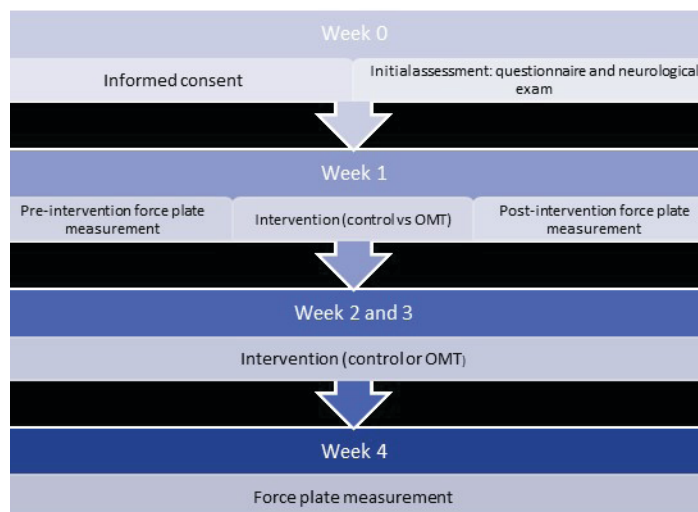 Week 0
Informed consent
Initialassessment: questionnaire and neurological
exam
Week 1
Pre-intervention force plate
measurement
Intervention (control vs OMT)
Post-intervention force plate
measurement
Week 2 and 3
Intervention (control or OMT)
Week 4
Force plate measurement